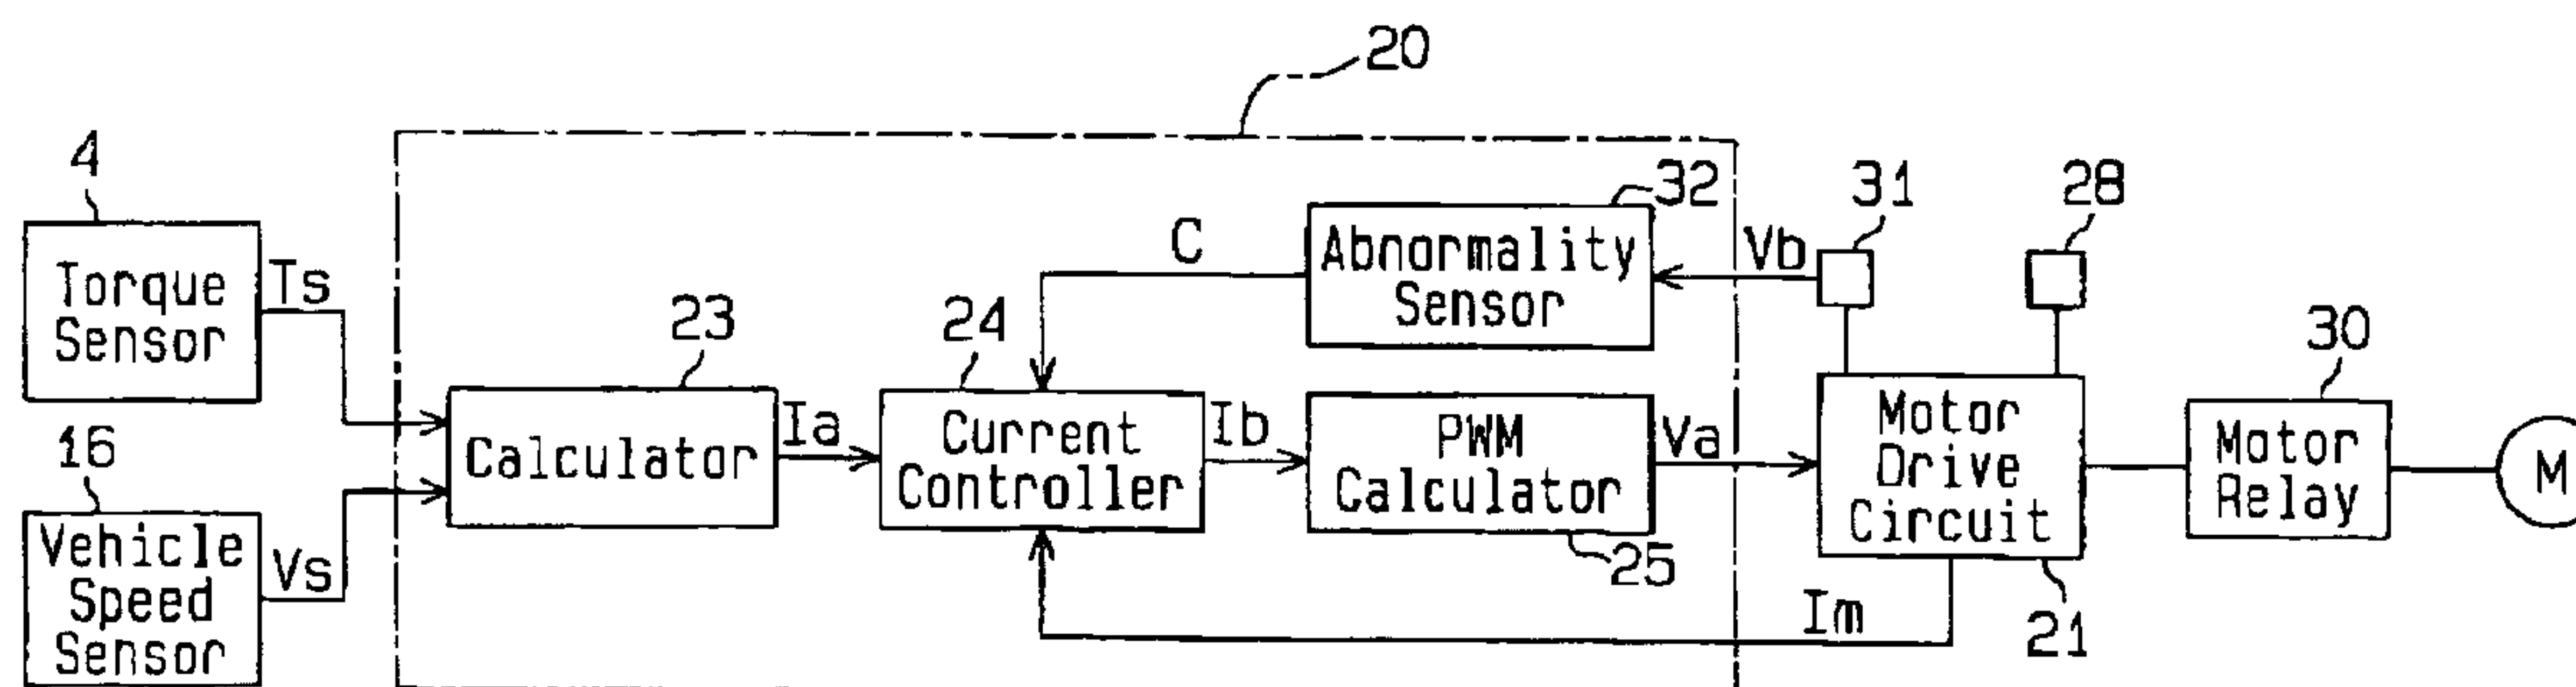 20
4
32
31
28
Torque
Sensor
Ts
C
Abnormality
Sensor
Vb
23
24
30
16
Calculator
Ia
Current
Controller
Ib
PWM
Calculator
Va
Motor
Drive
Circuit
Motor
Relay
M
Vehicle
Speed
Sensor
Vs
25
Im
21